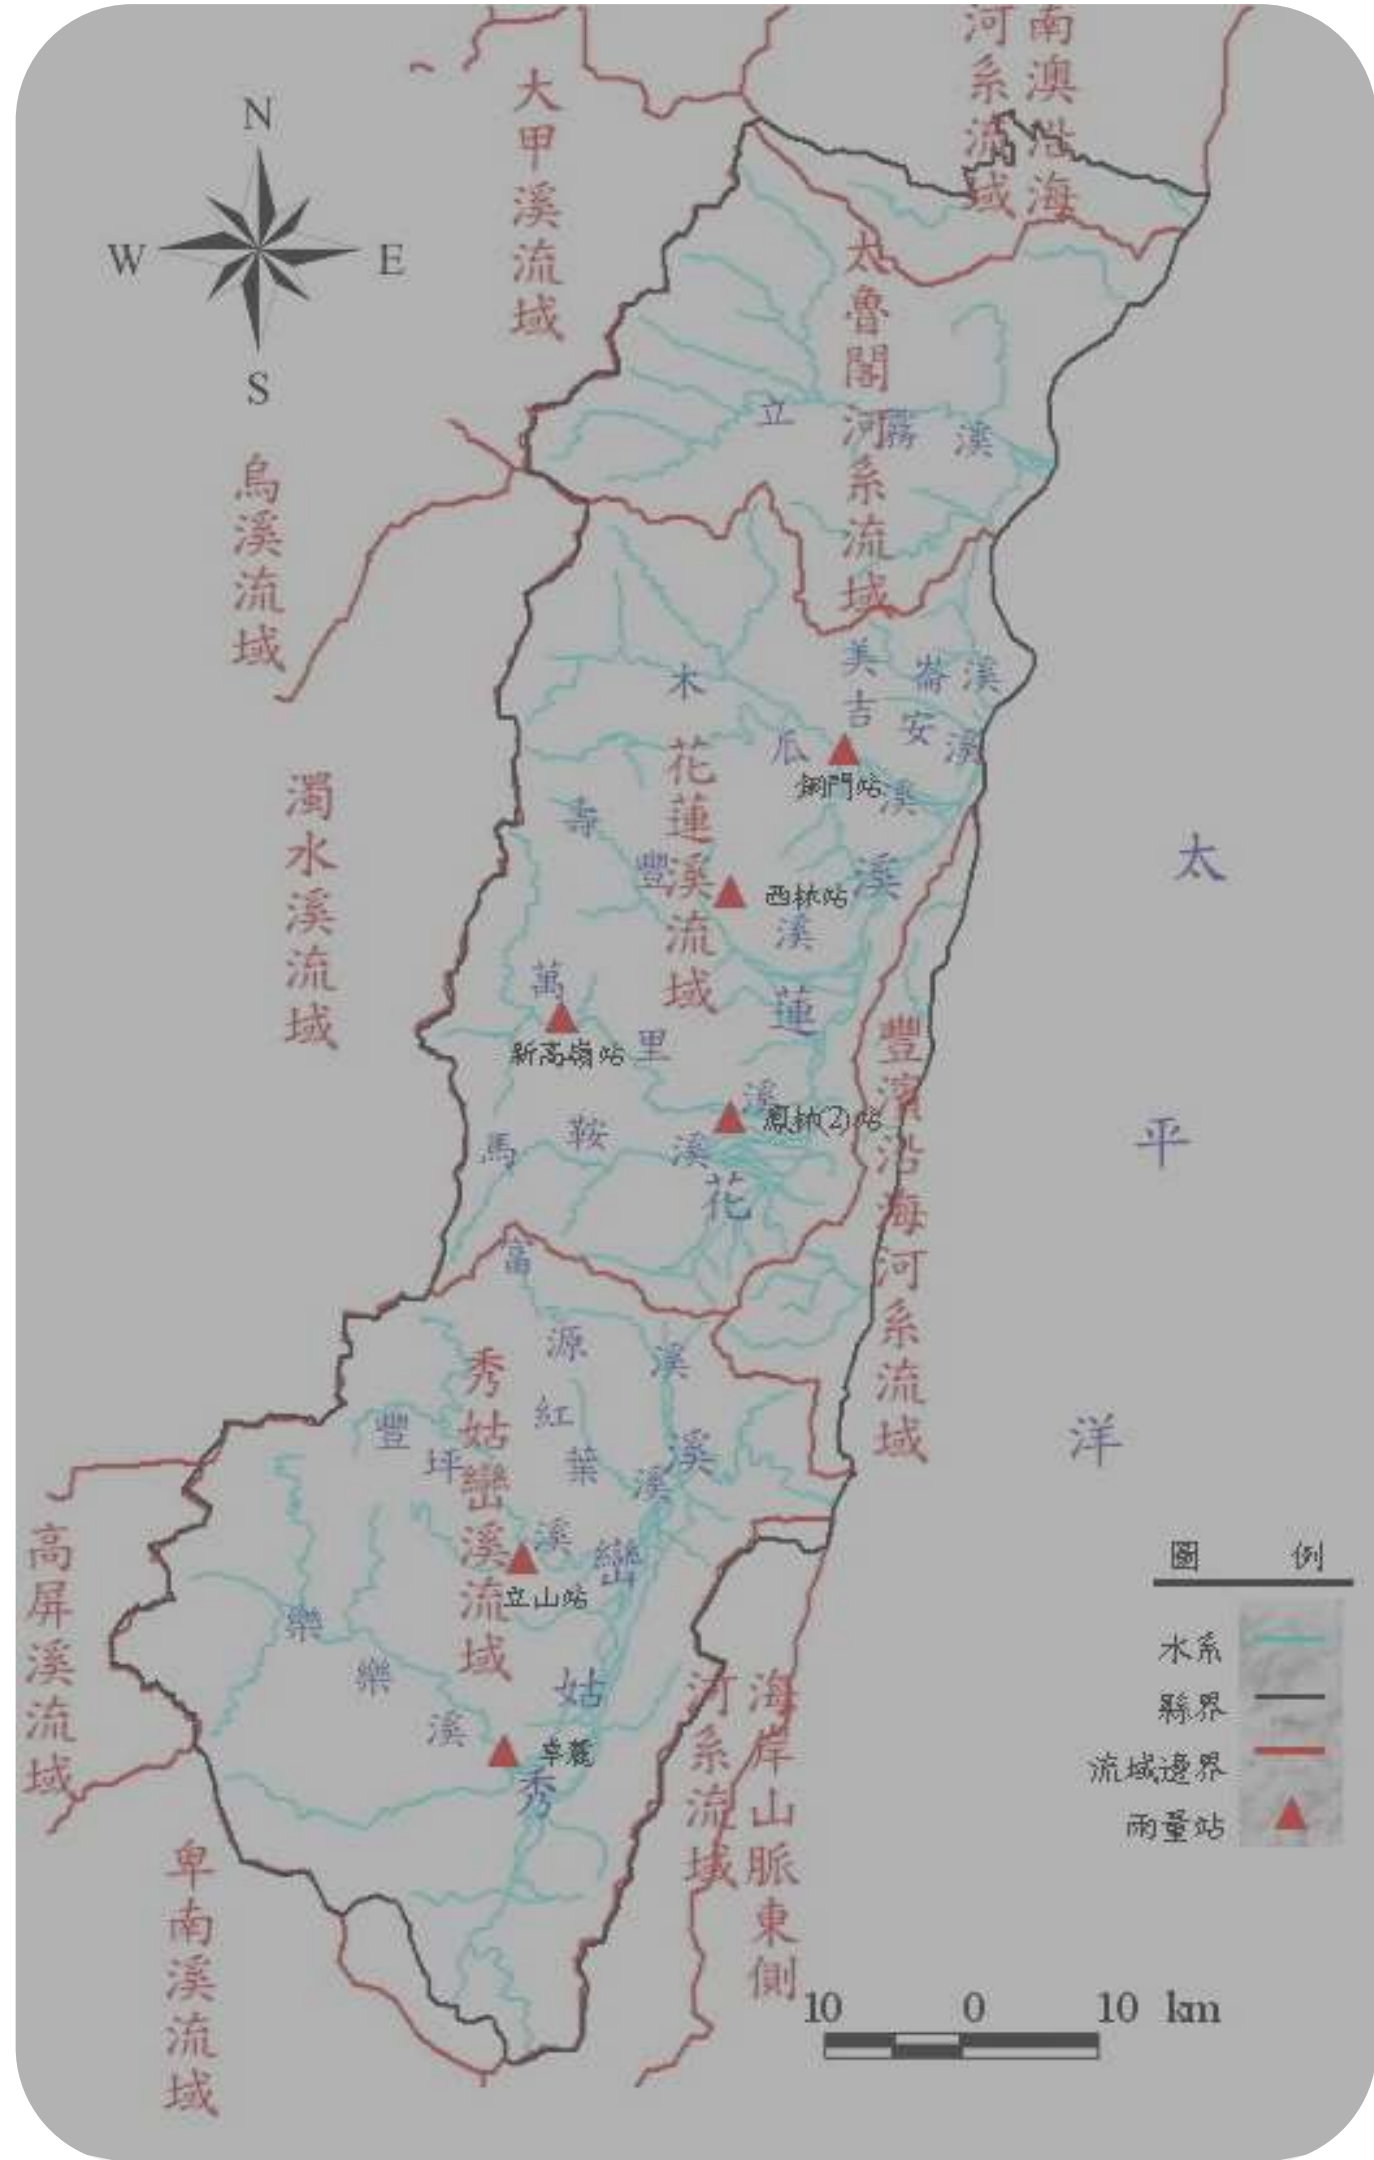 南澳沿海
河系流域
大甲溪流域
N
W
E
S
太魯閣河系流域
立霧溪
烏溪流域
美崙溪
吉安溪
木瓜溪
銅門站
花蓮溪流域
濁水溪流域
壽豐溪
西林站
太平洋
萬里溪
新高嶺站
鳳林(2)站
馬鞍溪
花蓮溪
豐濱沿海河系流域
富源溪
秀姑巒溪流域
紅葉溪
豐坪溪
立山站
高屏溪流域
樂樂溪
卓麓
秀姑巒溪
海岸山脈東側
河系流域
卑南溪流域
圖例
水系
縣界
流域邊界
雨量站
10 0 10 km